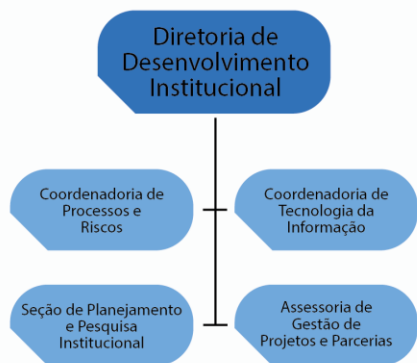 Diretoria de
Desenvolvimento
Institucional
Coordenadoria de
Processos e
Riscos
Coordenadoria de
Tecnologia da
Informação
Seção de Planejamento
e Pesquisa
Institucional
Assessoria de
Gestão de
Projetos e Parcerias